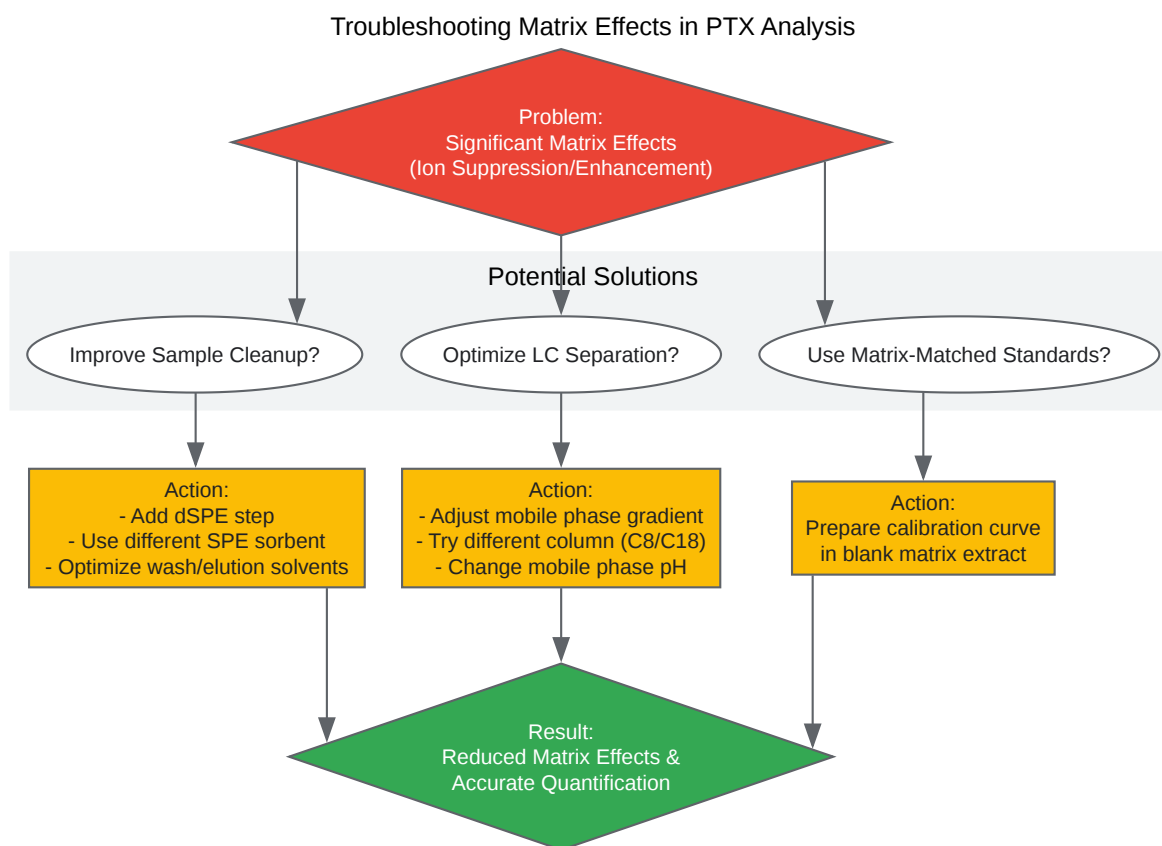 Troubleshooting Matrix Effects in PTX Analysis
Problem:
Significant Matrix Effects
(Ion Suppression/Enhancement)
Potential Solutions
Improve Sample Cleanup?
Optimize LC Separation?
Use Matrix-Matched Standards?
Action:
- Add dSPE step
- Use different SPE sorbent
- Optimize wash/elution solvents
Action:
- Adjust mobile phase gradient
- Try different column (C8/C18)
- Change mobile phase pH
Action:
Prepare calibration curve
in blank matrix extract
Result:
Reduced Matrix Effects &
Accurate Quantification